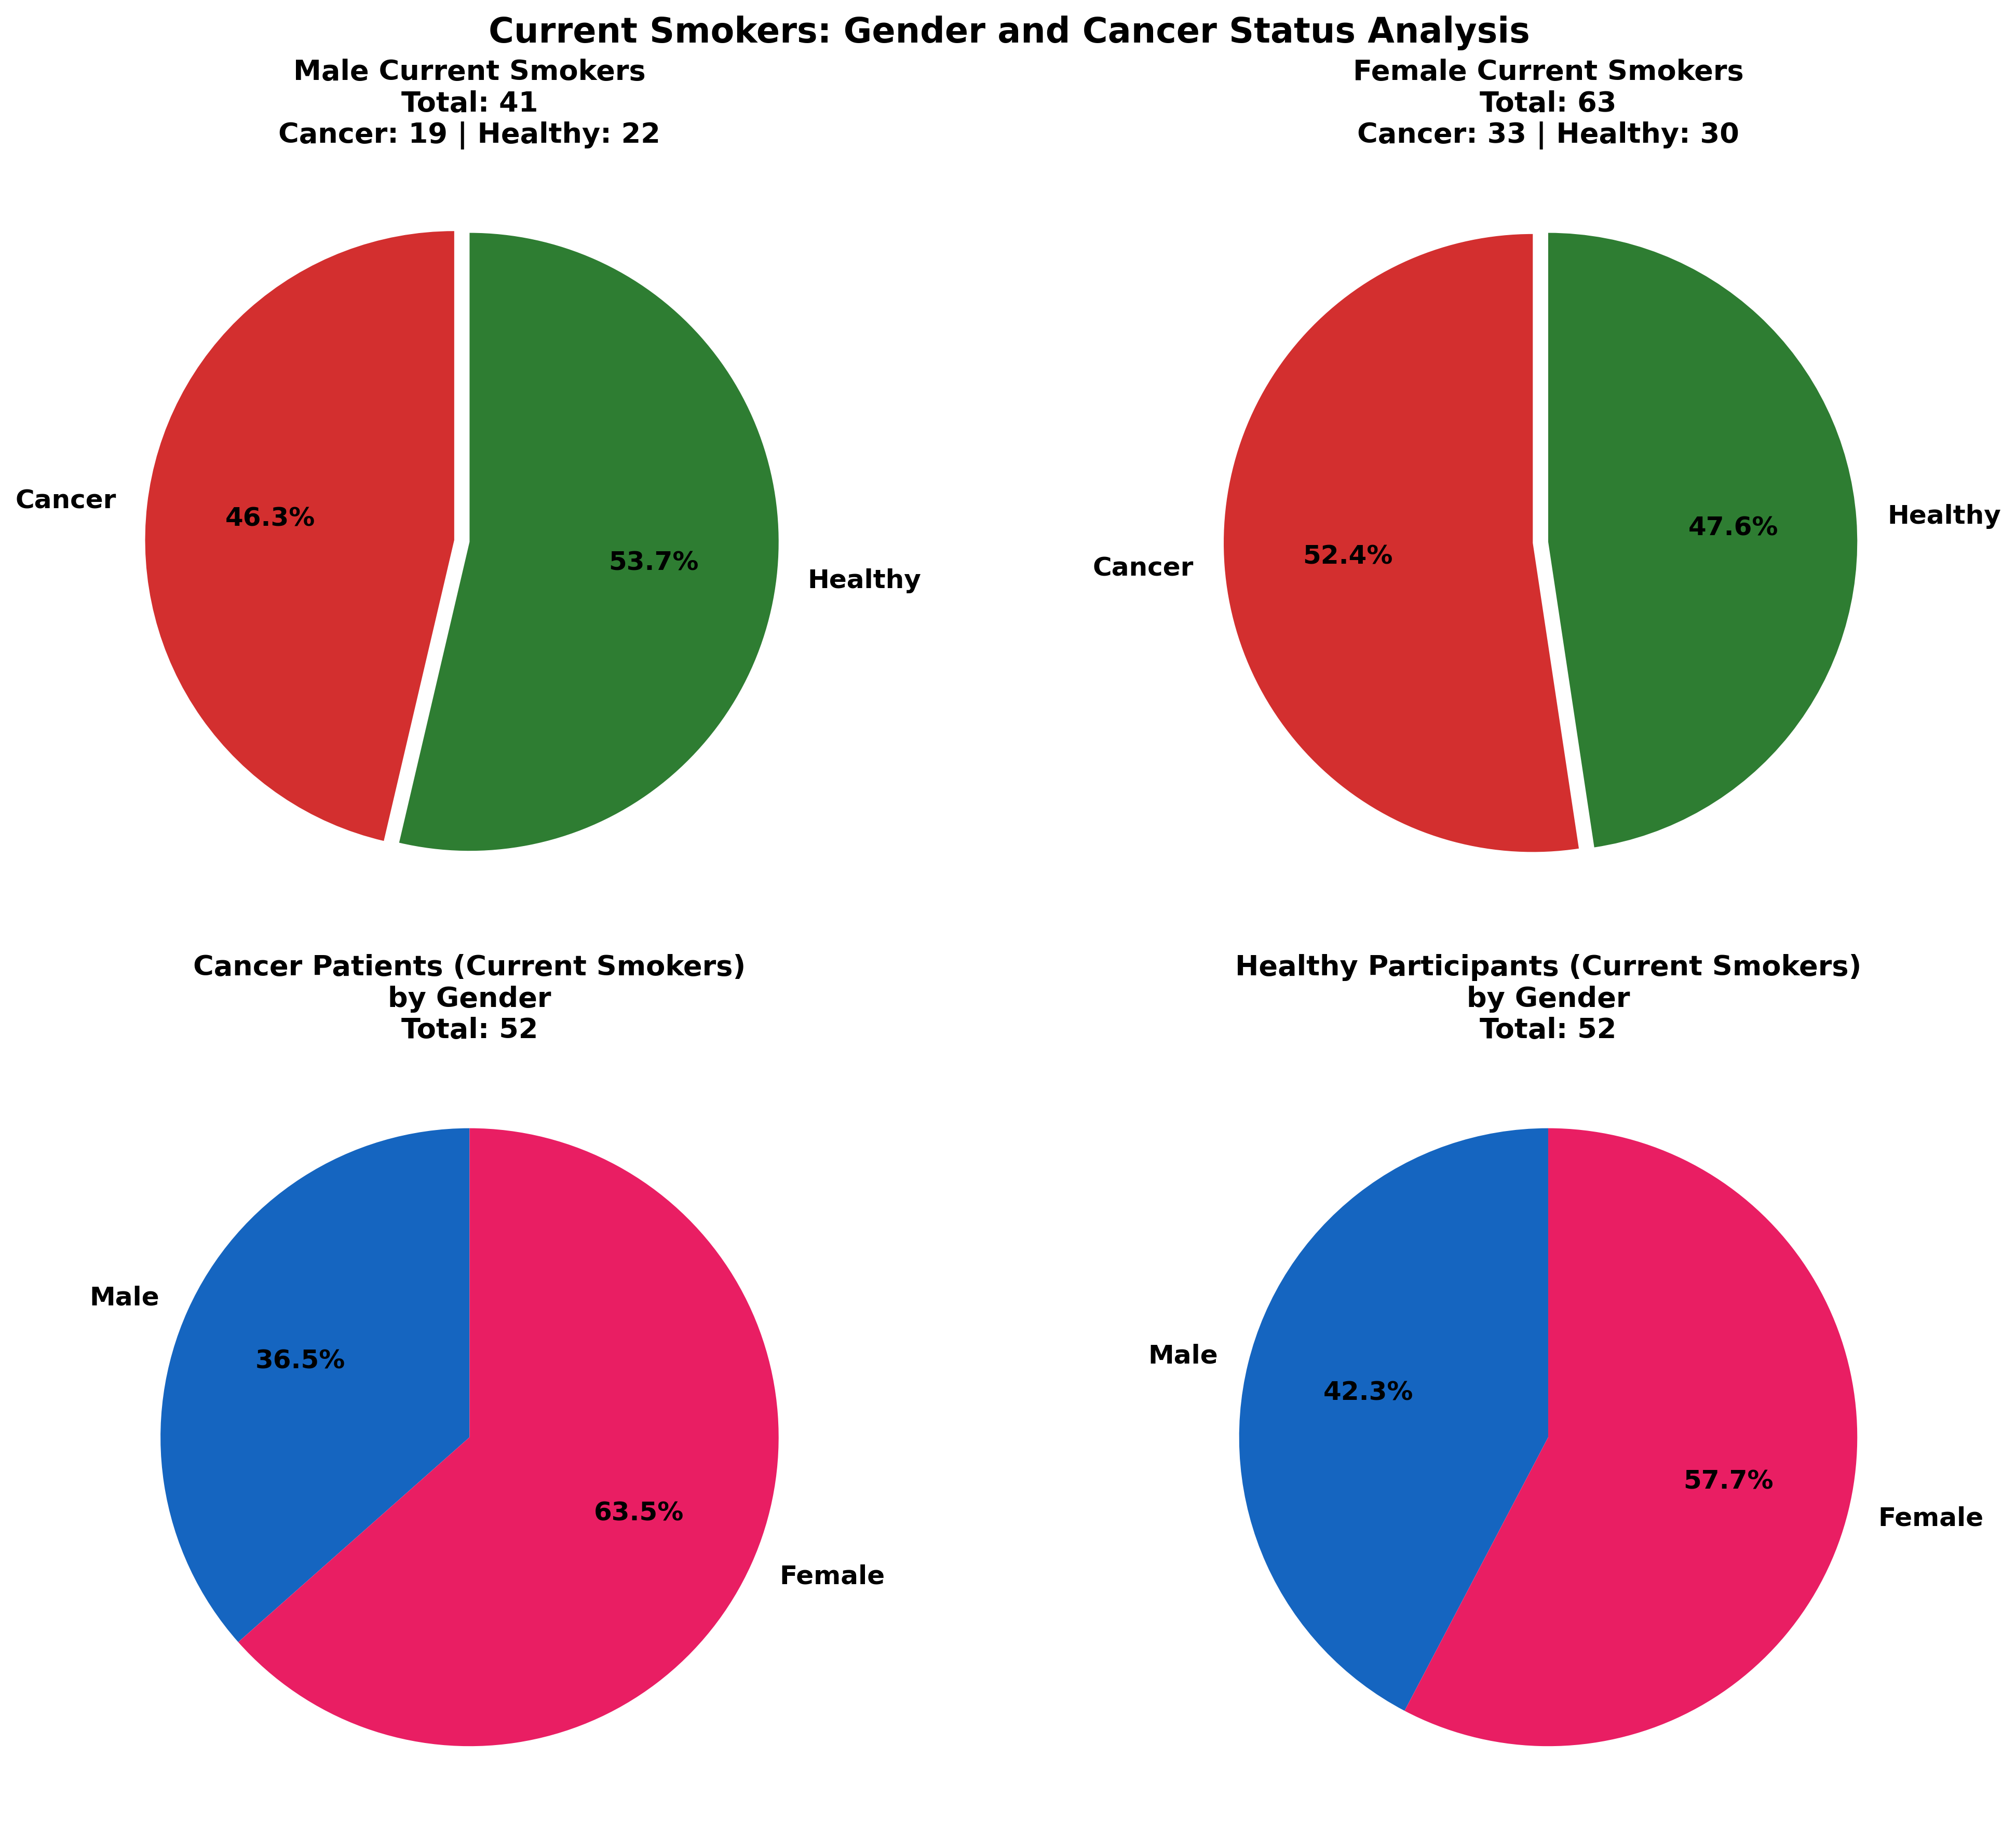 Current Smokers: Gender and Cancer Status Analysis
Male Current Smokers
Total: 41
Cancer: 19 | Healthy: 22
Cancer
46.3%
53.7%
Healthy
Female Current Smokers
Total: 63
Cancer: 33 | Healthy: 30
Cancer
52.4%
47.6%
Healthy
Cancer Patients (Current Smokers)
by Gender
Total: 52
Male
36.5%
63.5%
Female
Healthy Participants (Current Smokers)
by Gender
Total: 52
Male
42.3%
57.7%
Female